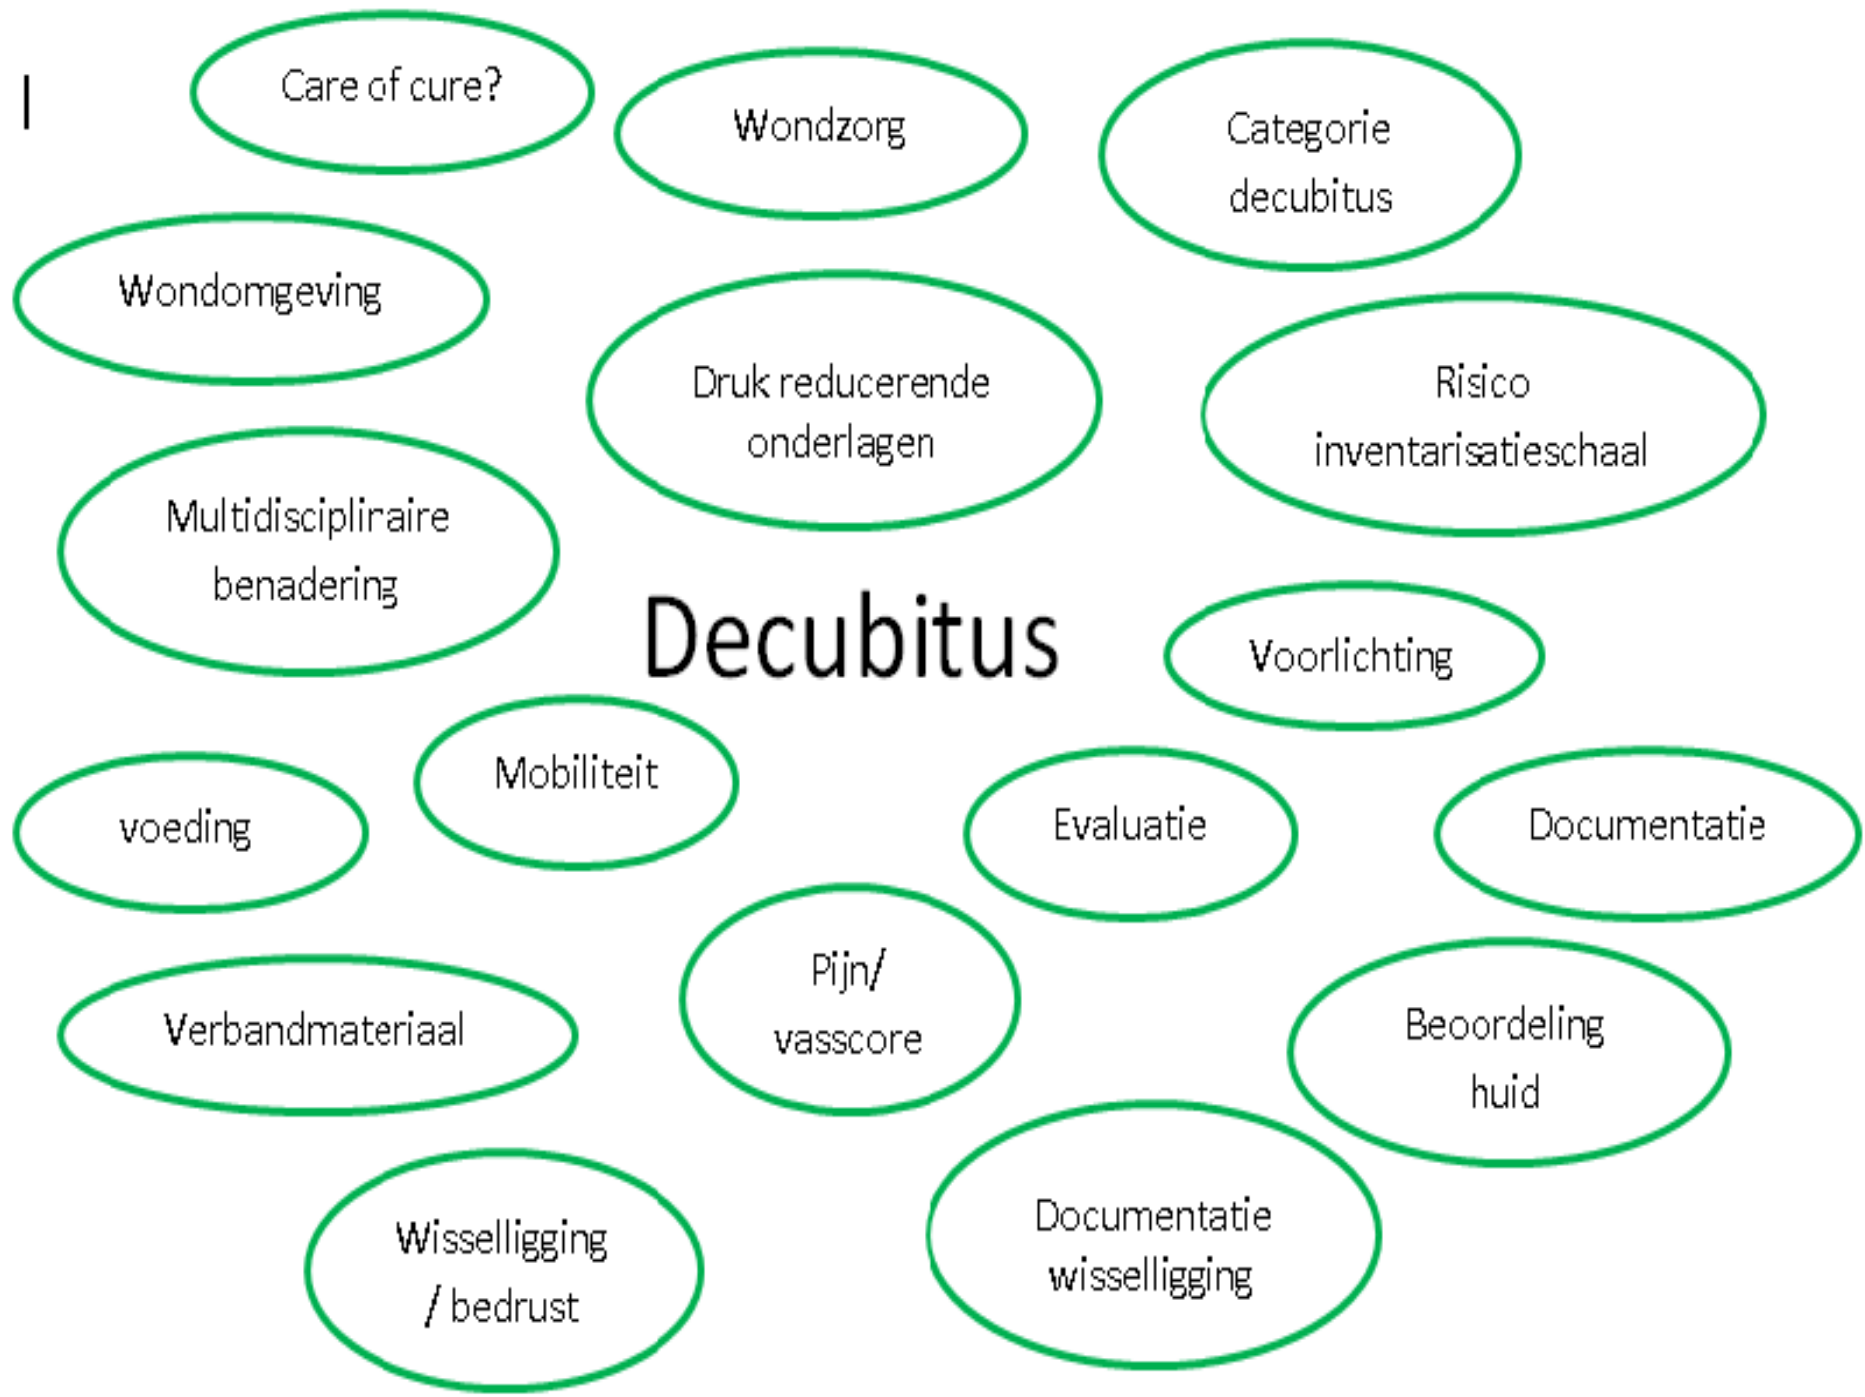 Care of cure?
Wondzorg
Categorie
decubitus
Wondomgeving
Druk reducerende
onderlagen
Risico
inventarisatieschaal
Multidisciplinaire
benadering
Decubitus
Voorlichting
Mobiliteit
voeding
Evaluatie
Documentatie
Pijn/
vasscore
Verbandmateriaal
Beoordeling
huid
Wisselligging
/ bedrust
Documentatie
wisselligging